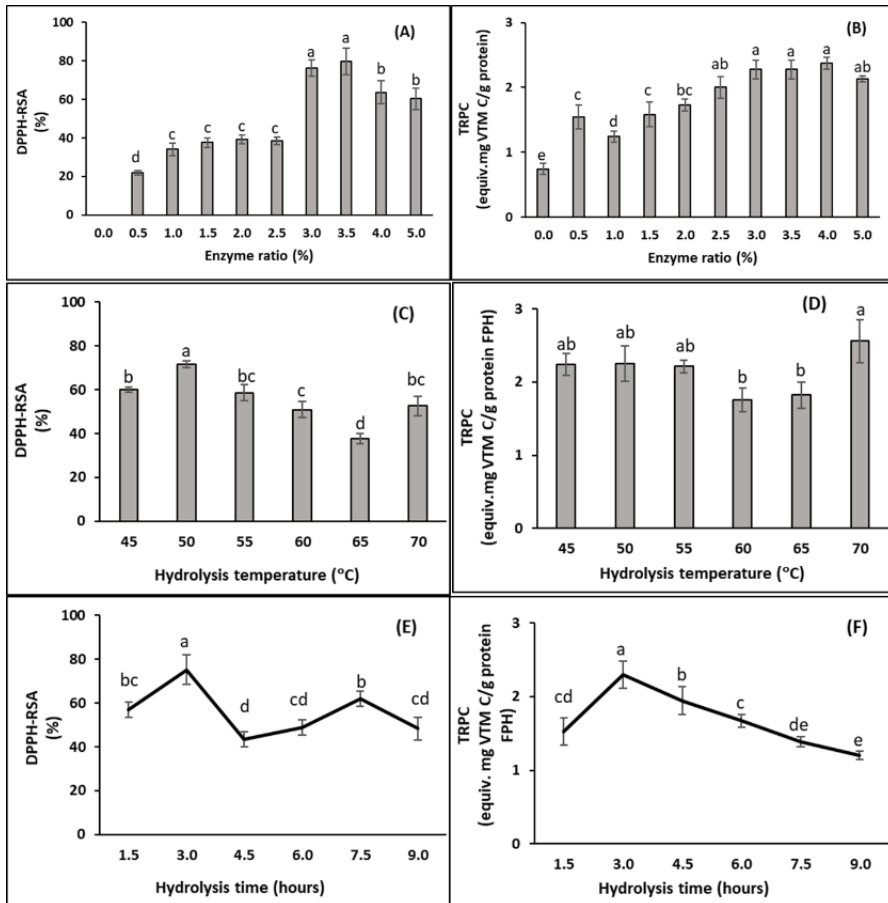 (A)
DPPH-RSA
(%)
100
80
60
40
20
0
d
c
c
c
c
a
a
b
b
0.0 0.5 1.0 1.5 2.0 2.5 3.0 3.5 4.0 5.0
Enzyme ratio (%)
(B)
TRPC
(equiv.mg VTM C/g protein)
3
2
1
0
e
c
d
c
bc
ab
a
a
a
ab
0.0 0.5 1.0 1.5 2.0 2.5 3.0 3.5 4.0 5.0
Enzyme ratio (%)
(C)
DPPH-RSA
(%)
100
80
60
40
20
0
b
a
bc
c
d
bc
45 50 55 60 65 70
Hydrolysis temperature (°C)
(D)
TRPC
(equiv.mg VTM C/g protein FPH)
3
2
1
0
ab
ab
ab
b
b
a
45 50 55 60 65 70
Hydrolysis temperature (°C)
(E)
DPPH-RSA
(%)
100
80
60
40
20
0
bc
a
d
cd
b
cd
1.5 3.0 4.5 6.0 7.5 9.0
Hydrolysis time (hours)
(F)
TRPC
(equiv. mg VTM C/g protein
FPH)
3
2
1
0
cd
a
b
c
de
e
1.5 3.0 4.5 6.0 7.5 9.0
Hydrolysis time (hours)